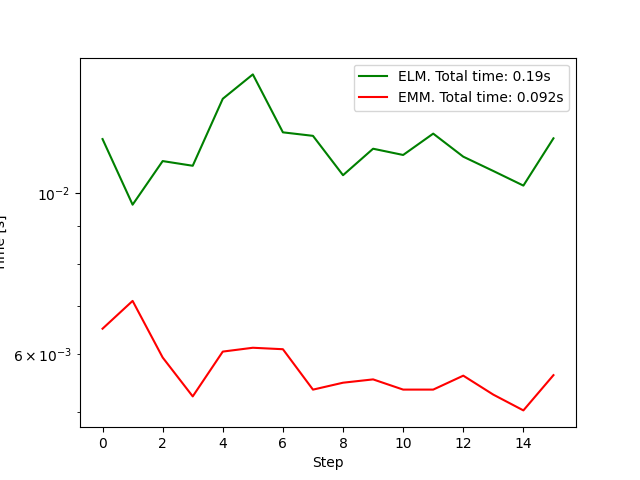 ELM. Total time: 0.19s
EMM. Total time: 0.092s
10⁻²
6 × 10⁻³
[s]
0 2 4 6 8 10 12 14
Step